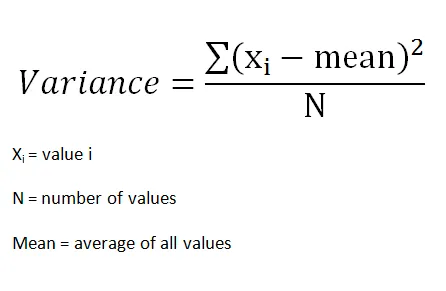 Variance = ∑(xᵢ − mean)² / N
Xᵢ = value i
N = number of values
Mean = average of all values